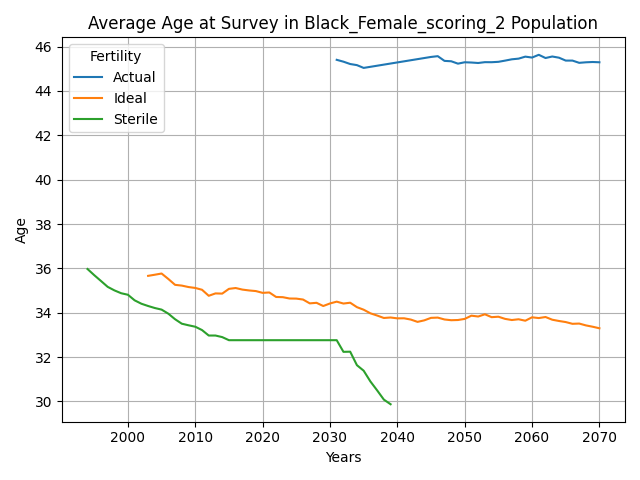 Average Age at Survey in Black_Female_scoring_2 Population
Fertility
Actual
Ideal
Sterile
Age
46
44
42
40
38
36
34
32
30
2000 2010 2020 2030 2040 2050 2060 2070
Years